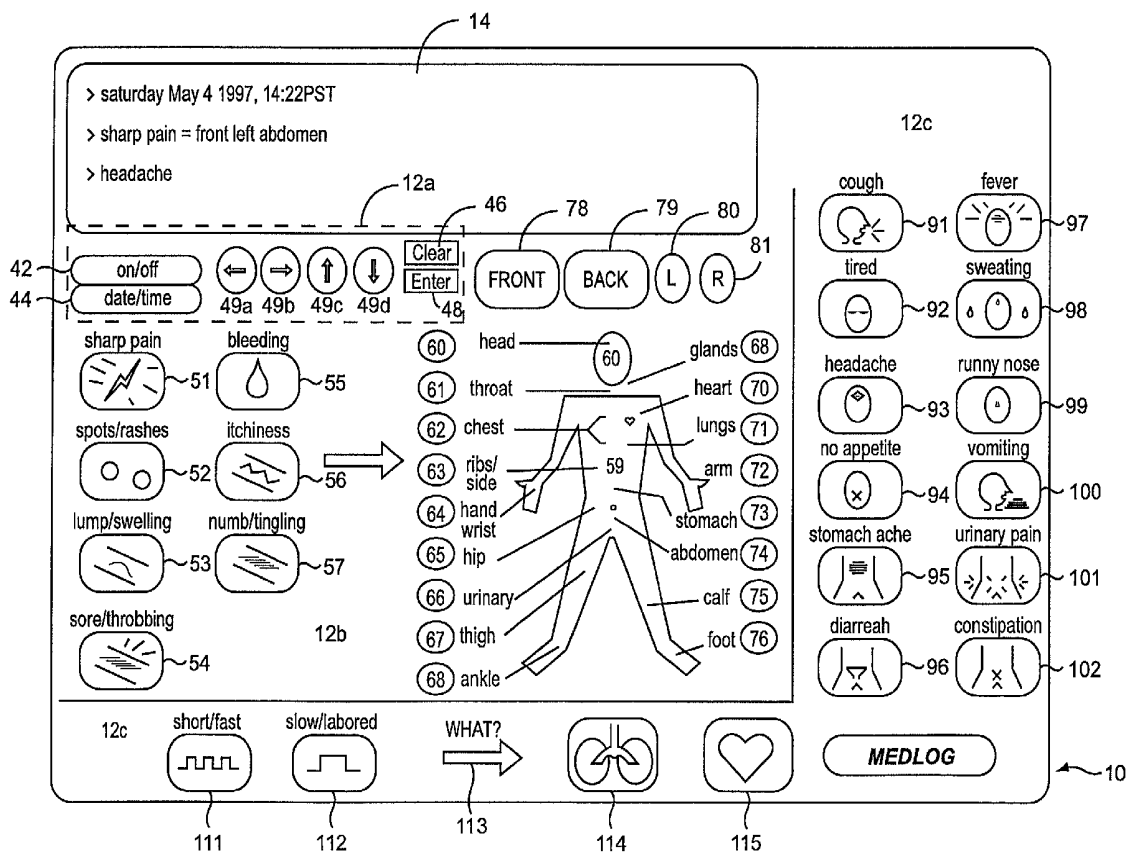 14
> saturday May 4 1997, 14:22PST
> sharp pain = front left abdomen
> headache
12a
46
78
79
80
81
12c
42
on/off
44
date/time
49a
49b
49c
49d
Clear
Enter
48
FRONT
BACK
L
R
sharp pain
51
bleeding
55
spots/rashes
52
itchiness
56
lump/swelling
53
numb/tingling
57
sore/throbbing
54
12b
60 head
61 throat
62 chest
63 ribs/
side
64 hand
wrist
65 hip
66 urinary
67 thigh
68 ankle
60
59
glands 68
heart 70
lungs 71
arm 72
stomach 73
abdomen 74
calf 75
foot 76
cough
91
fever
97
tired
92
sweating
98
headache
93
runny nose
99
no appetite
94
vomiting
100
stomach ache
95
urinary pain
101
diarreah
96
constipation
102
12c
short/fast
slow/labored
WHAT?
MEDLOG
10
111
112
113
114
115